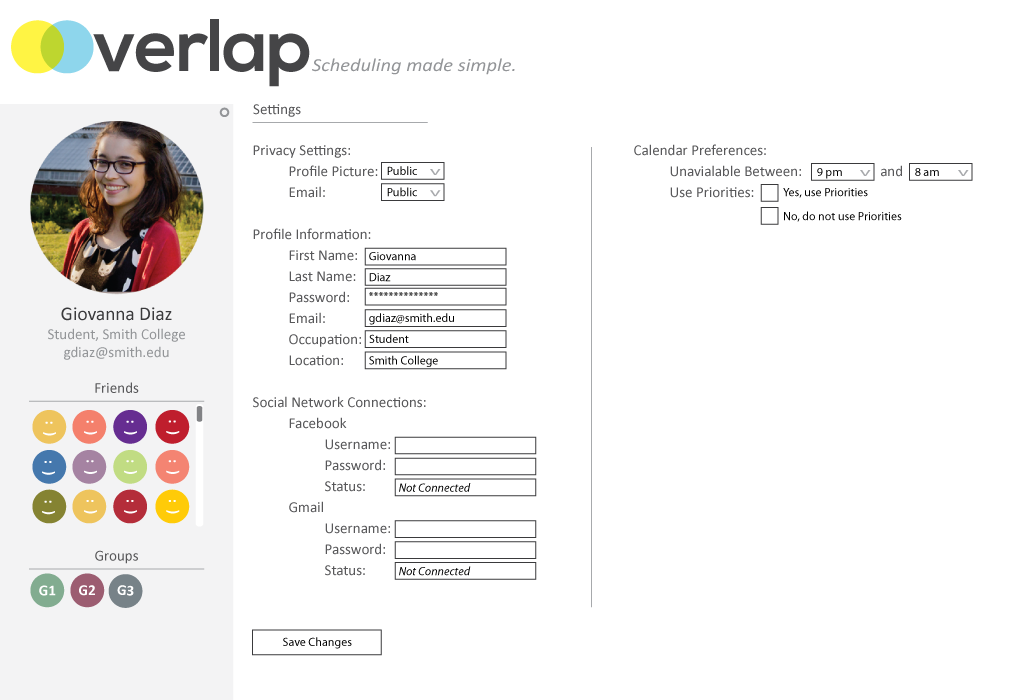 verlap
Scheduling made simple.
Giovanna Diaz
Student, Smith College
gdiaz@smith.edu
Friends
Groups
G1 G2 G3
Settings
Privacy Settings:
Profile Picture: Public
Email: Public
Profile Information:
First Name: Giovanna
Last Name: Diaz
Password: **************
Email: gdiaz@smith.edu
Occupation: Student
Location: Smith College
Social Network Connections:
Facebook
Username:
Password:
Status: Not Connected
Gmail
Username:
Password:
Status: Not Connected
Save Changes
Calendar Preferences:
Unavialable Between: 9 pm and 8 am
Use Priorities: Yes, use Priorities
No, do not use Priorities